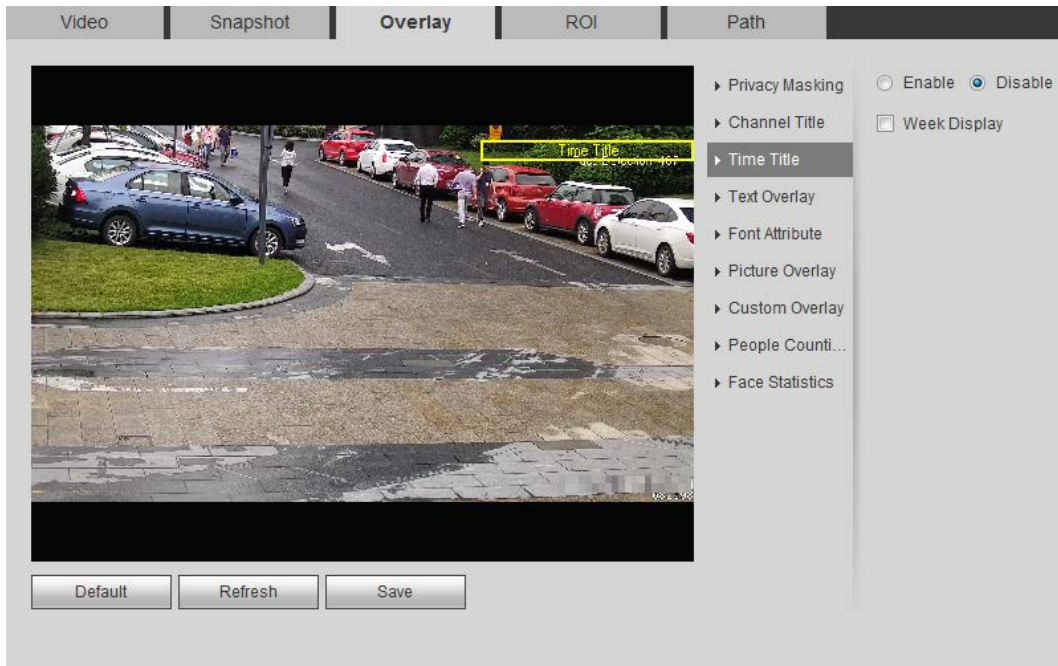 Video Snapshot Overlay ROI Path
Privacy Masking
Channel Title
Time Title
Text Overlay
Font Attribute
Picture Overlay
Custom Overlay
People Counti...
Face Statistics
Enable Disable
Week Display
Time Title
Default Refresh Save